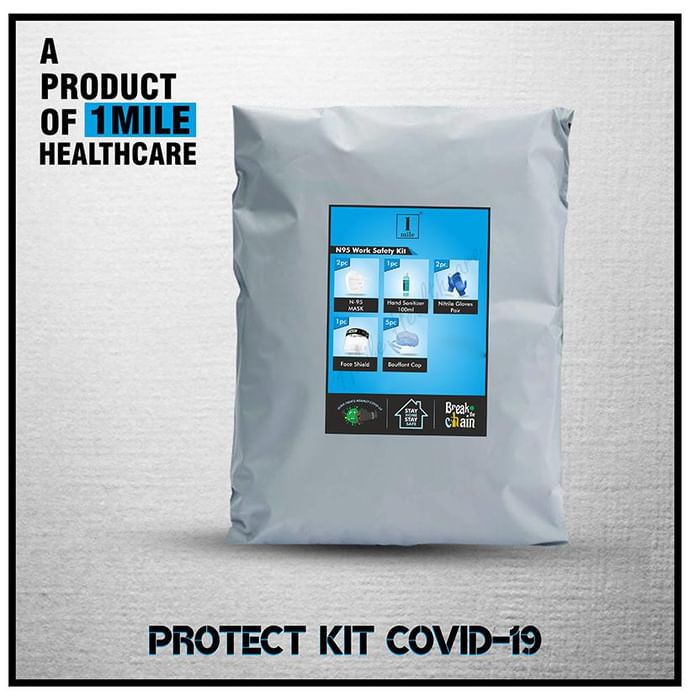 A
PRODUCT
OF 1MILE
HEALTHCARE
1
mile
N95 Work Safety Kit
2pc
1pc
2pc
N-95
MASK
Hand Sanitizer
100ml
Nitrile Gloves
Pair
1pc
5pc
Face Shield
Bouffant Cap
STAY
HOME
STAY
SAFE
Break
the
chain
PROTECT KIT COVID-19